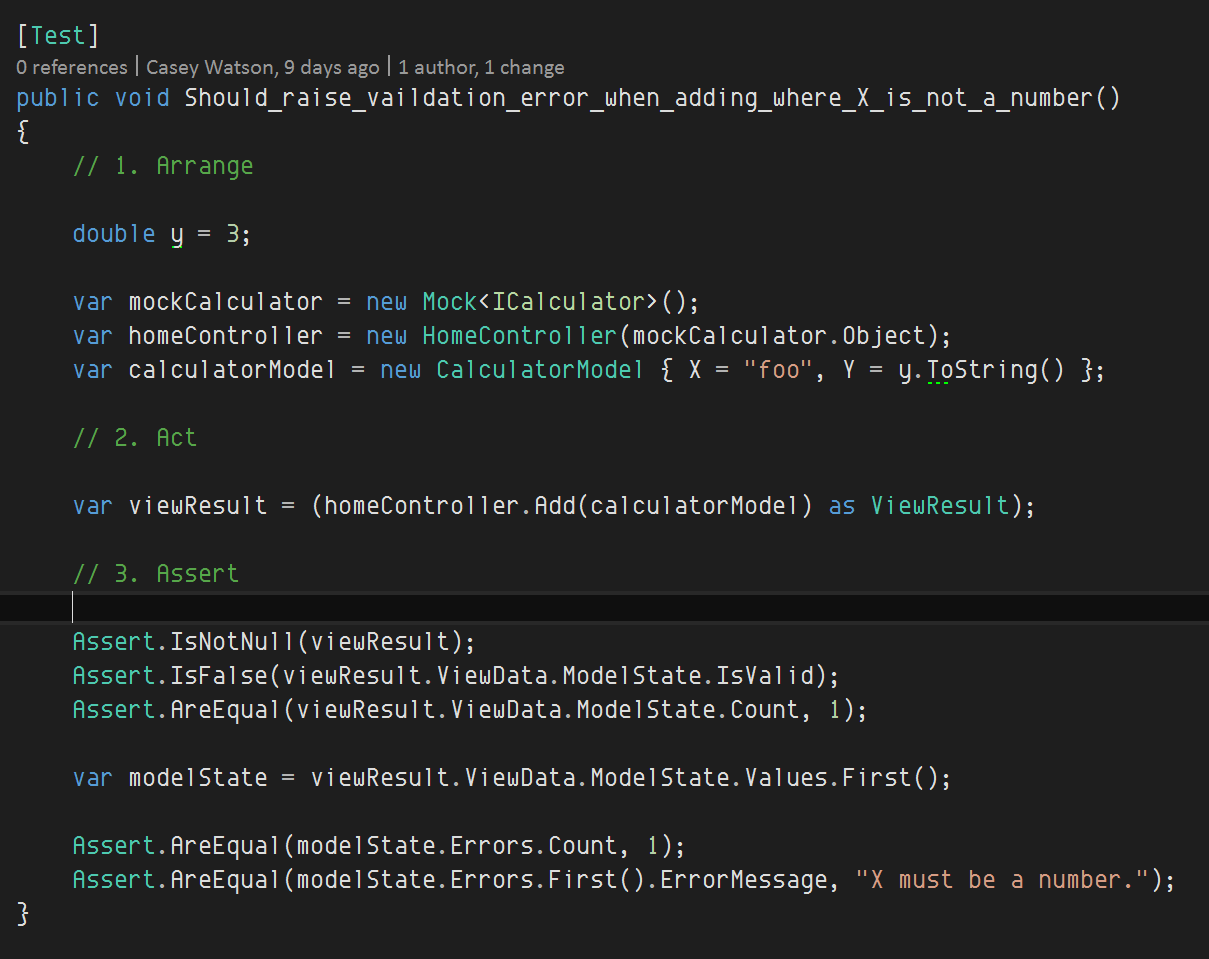 [Test]
0 references | Casey Watson, 9 days ago | 1 author, 1 change
public void Should_raise_vaildation_error_when_adding_where_X_is_not_a_number()
{
// 1. Arrange
double y = 3;
var mockCalculator = new Mock<ICalculator>();
var homeController = new HomeController(mockCalculator.Object);
var calculatorModel = new CalculatorModel { X = "foo", Y = y.ToString() };
// 2. Act
var viewResult = (homeController.Add(calculatorModel) as ViewResult);
// 3. Assert
Assert.IsNotNull(viewResult);
Assert.IsFalse(viewResult.ViewData.ModelState.IsValid);
Assert.AreEqual(viewResult.ViewData.ModelState.Count, 1);
var modelState = viewResult.ViewData.ModelState.Values.First();
Assert.AreEqual(modelState.Errors.Count, 1);
Assert.AreEqual(modelState.Errors.First().ErrorMessage, "X must be a number.");
}